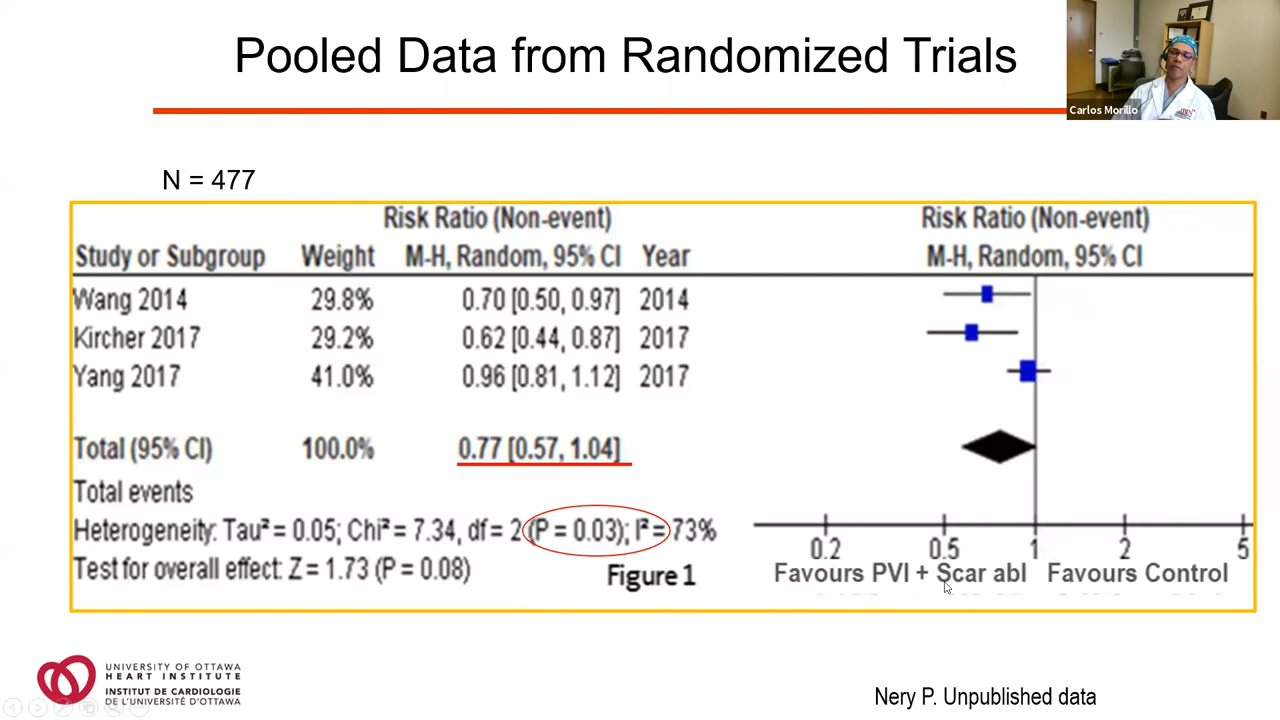 Pooled Data from Randomized Trials
Carlos Morillo
N = 477
Risk Ratio (Non-event) Risk Ratio (Non-event)
Study or Subgroup Weight M-H, Random, 95% CI Year M-H, Random, 95% CI
Wang 2014 29.8% 0.70 [0.50, 0.97] 2014
Kircher 2017 29.2% 0.62 [0.44, 0.87] 2017
Yang 2017 41.0% 0.96 [0.81, 1.12] 2017
Total (95% CI) 100.0% 0.77 [0.57, 1.04]
Total events
Heterogeneity: Tau² = 0.05; Chi² = 7.34, df = 2 (P = 0.03); I² = 73%
Test for overall effect: Z = 1.73 (P = 0.08)
Figure 1
0.2 0.5 1 2 5
Favours PVI + Scar abl Favours Control
UNIVERSITY OF OTTAWA
HEART INSTITUTE
INSTITUT DE CARDIOLOGIE
DE L'UNIVERSITÉ D'OTTAWA
Nery P. Unpublished data